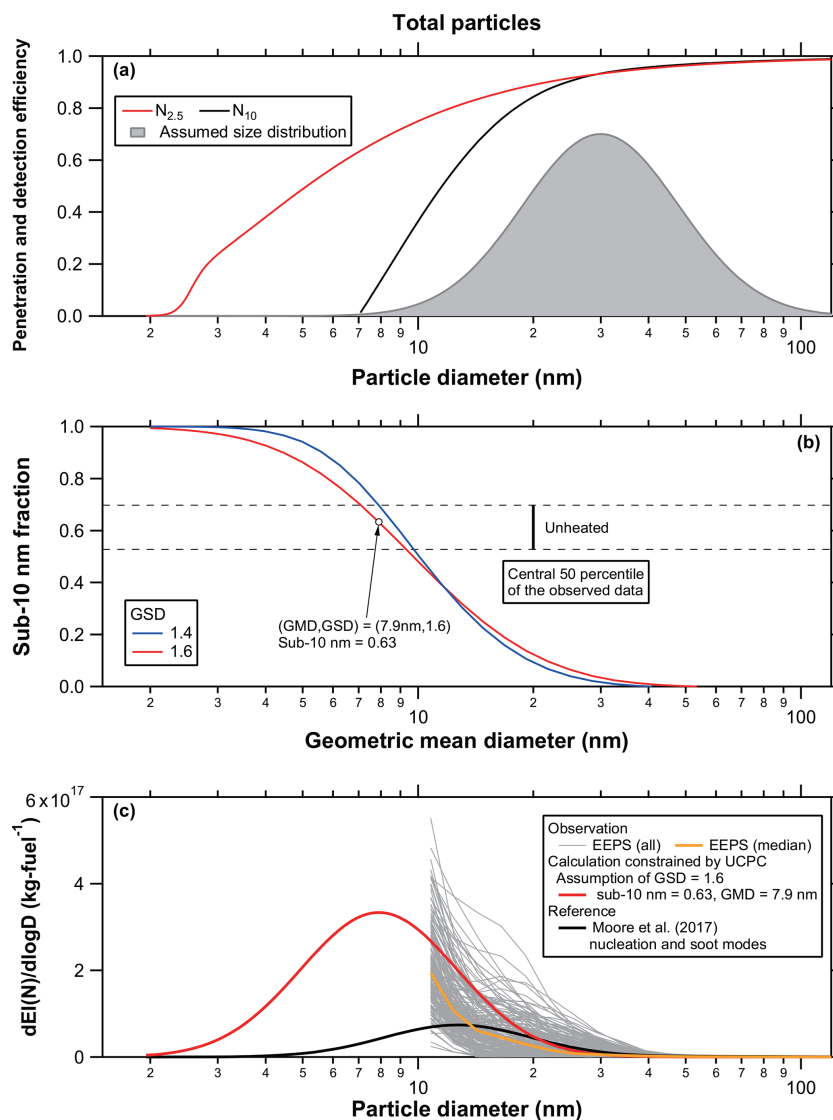 Total particles
(a)
Penetration and detection efficiency
1.0
0.8
0.6
0.4
0.2
0.0
N2.5 N10
Assumed size distribution
2 3 4 5 6 7 8 9 10 2 3 4 5 6 7 8 9 100
Particle diameter (nm)
(b)
Sub-10 nm fraction
1.0
0.8
0.6
0.4
0.2
0.0
Unheated
Central 50 percentile
of the observed data
(GMD,GSD) = (7.9nm,1.6)
Sub-10 nm = 0.63
GSD
1.4
1.6
2 3 4 5 6 7 8 9 10 2 3 4 5 6 7 8 9 100
Geometric mean diameter (nm)
(c)
dEI(N)/dlogD (kg-fuel⁻¹)
6x10¹⁷
4
2
0
Observation
EEPS (all) EEPS (median)
Calculation constrained by UCPC
Assumption of GSD = 1.6
sub-10 nm = 0.63, GMD = 7.9 nm
Reference
Moore et al. (2017)
nucleation and soot modes
2 3 4 5 6 7 8 9 10 2 3 4 5 6 7 8 9 100
Particle diameter (nm)